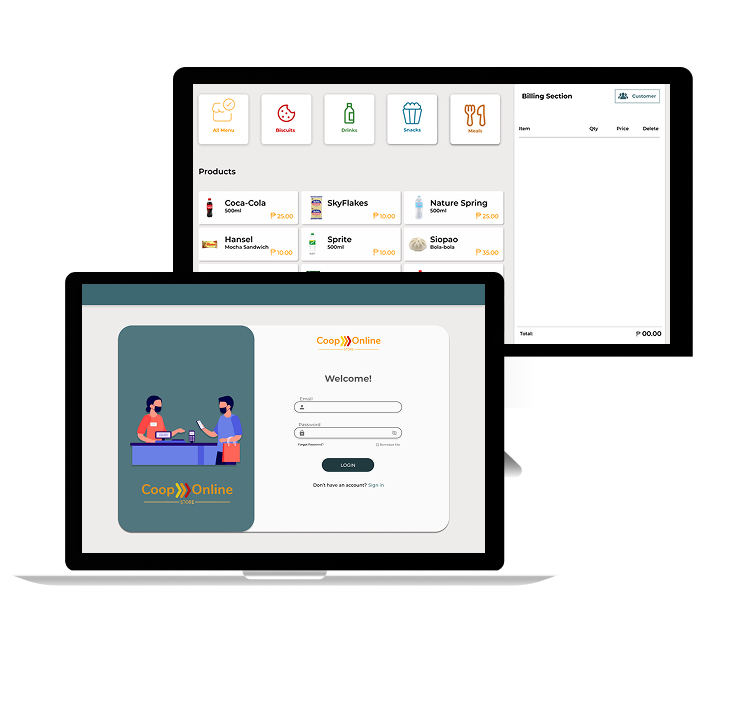 Billing Section
Customer
All Menu
Biscuits
Drinks
Snacks
Meals
Item Qty Price Delete
Products
Coca-Cola
500ml
₱ 25.00
SkyFlakes
₱ 10.00
Nature Spring
500ml
₱ 25.00
Hansel
Mocha Sandwich
₱ 10.00
Sprite
500ml
₱ 10.00
Siopao
Bola-bola
₱ 35.00
Total: ₱ 00.00
Coop Online
STORE
Welcome!
Email
Password
Forgot Password?
Remember Me
LOGIN
Don't have an account? Sign in
Coop Online
STORE